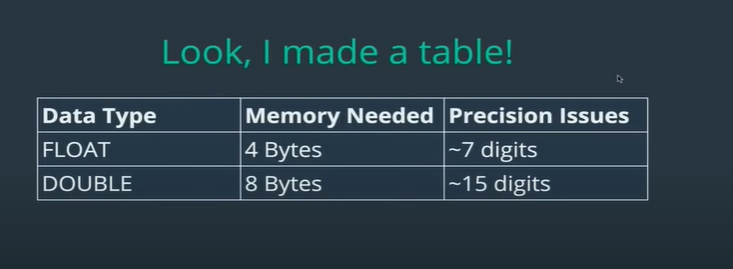 Look, I made a table!
Data Type Memory Needed Precision Issues
FLOAT 4 Bytes ~7 digits
DOUBLE 8 Bytes ~15 digits